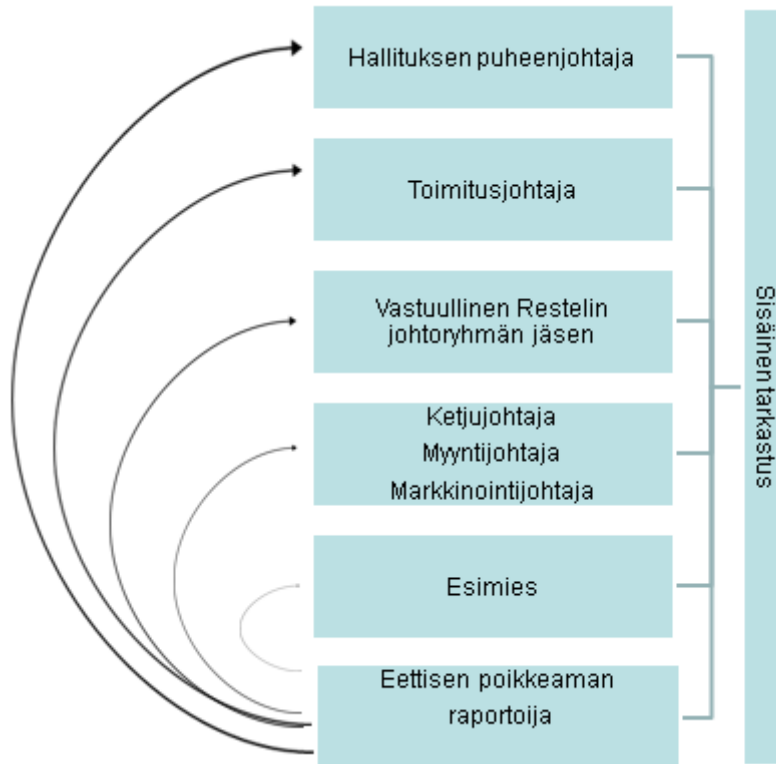 Hallituksen puheenjohtaja
Toimitusjohtaja
Vastuullinen Restelin
johtoryhmän jäsen
Ketjujohtaja
Myyntijohtaja
Markkinointijohtaja
Esimies
Eettisen poikkeaman
raportoija
Sisäinen tarkastus